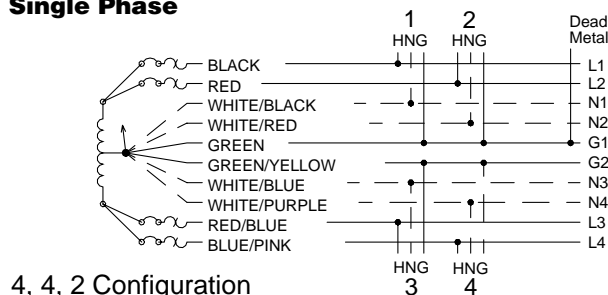 Single Phase
1 2
HNG HNG
Dead
Metal
BLACK L1
RED L2
WHITE/BLACK N1
WHITE/RED N2
GREEN G1
GREEN/YELLOW G2
WHITE/BLUE N3
WHITE/PURPLE N4
RED/BLUE L3
BLUE/PINK L4
HNG HNG
3 4
4, 4, 2 Configuration